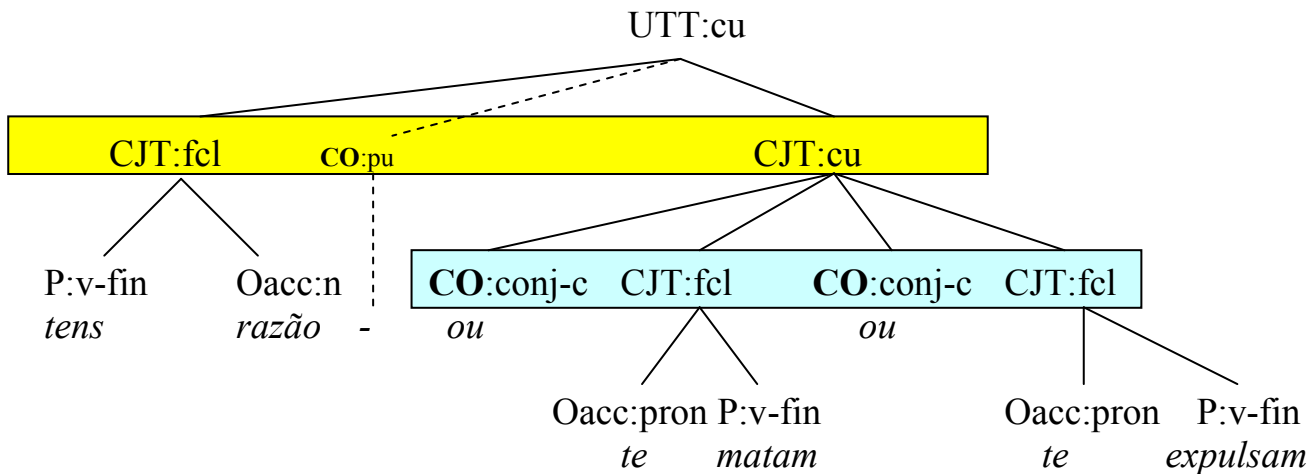 UTT:cu
CJT:fcl CO:pu CJT:cu
P:v-fin Oacc:n CO:conj-c CJT:fcl CO:conj-c CJT:fcl
tens razão - ou ou
Oacc:pron P:v-fin Oacc:pron P:v-fin
te matam te expulsam